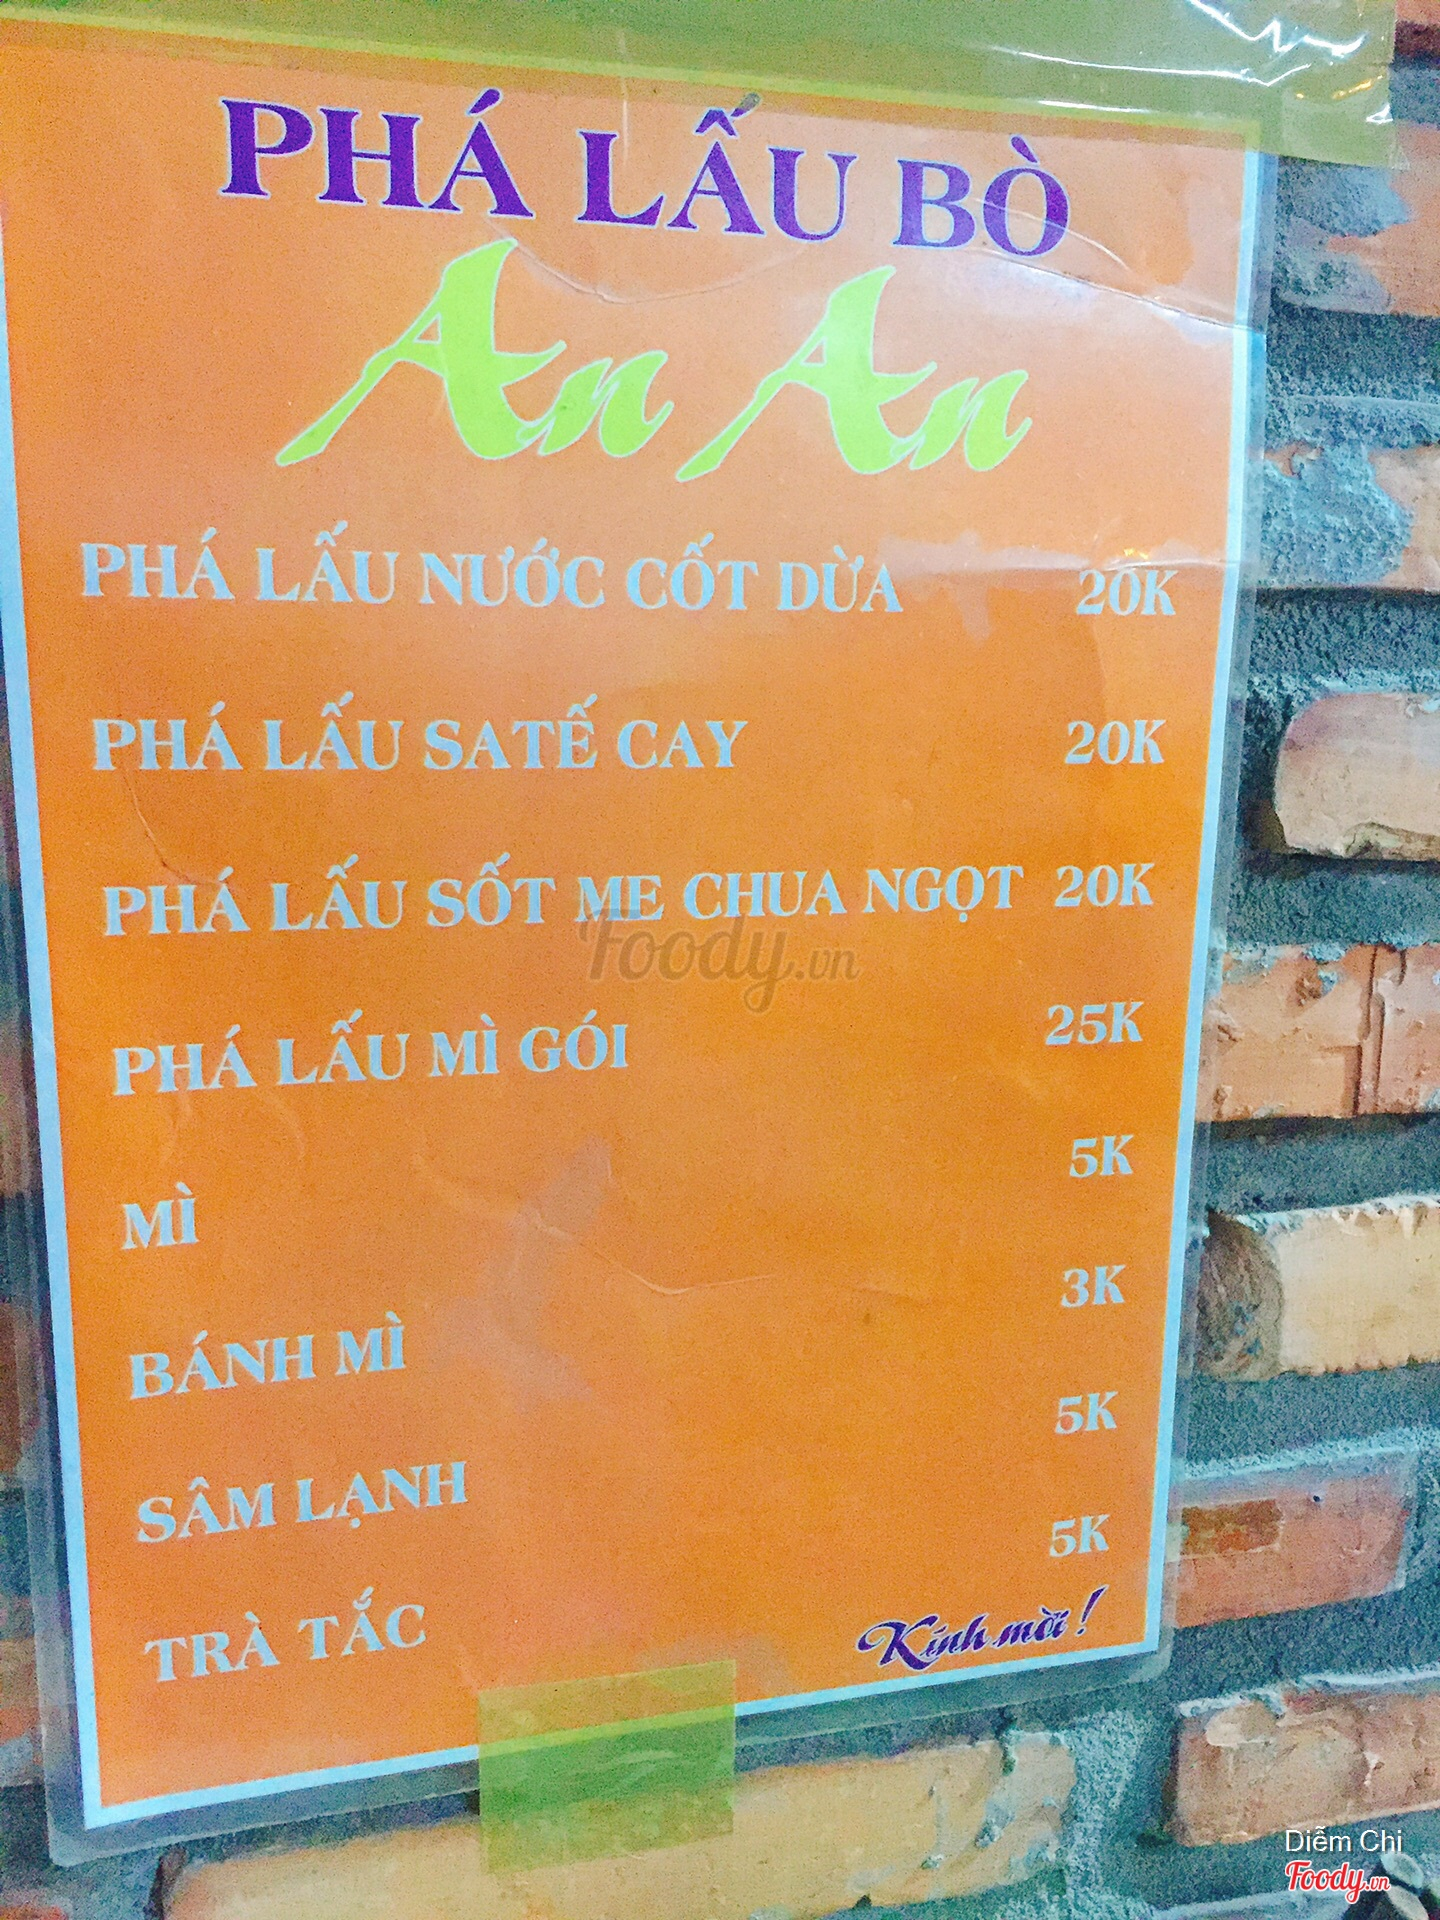 PHÁ LẤU BÒ
An An
PHÁ LẤU NƯỚC CỐT DỪA 20K
PHÁ LẤU SATẾ CAY 20K
PHÁ LẤU SỐT ME CHUA NGỌT 20K
Foody.vn
PHÁ LẤU MÌ GÓI 25K
MÌ 5K
BÁNH MÌ 3K
SÂM LẠNH 5K
TRÀ TẮC 5K
Kính mời!
Diễm Chi
Foody.vn